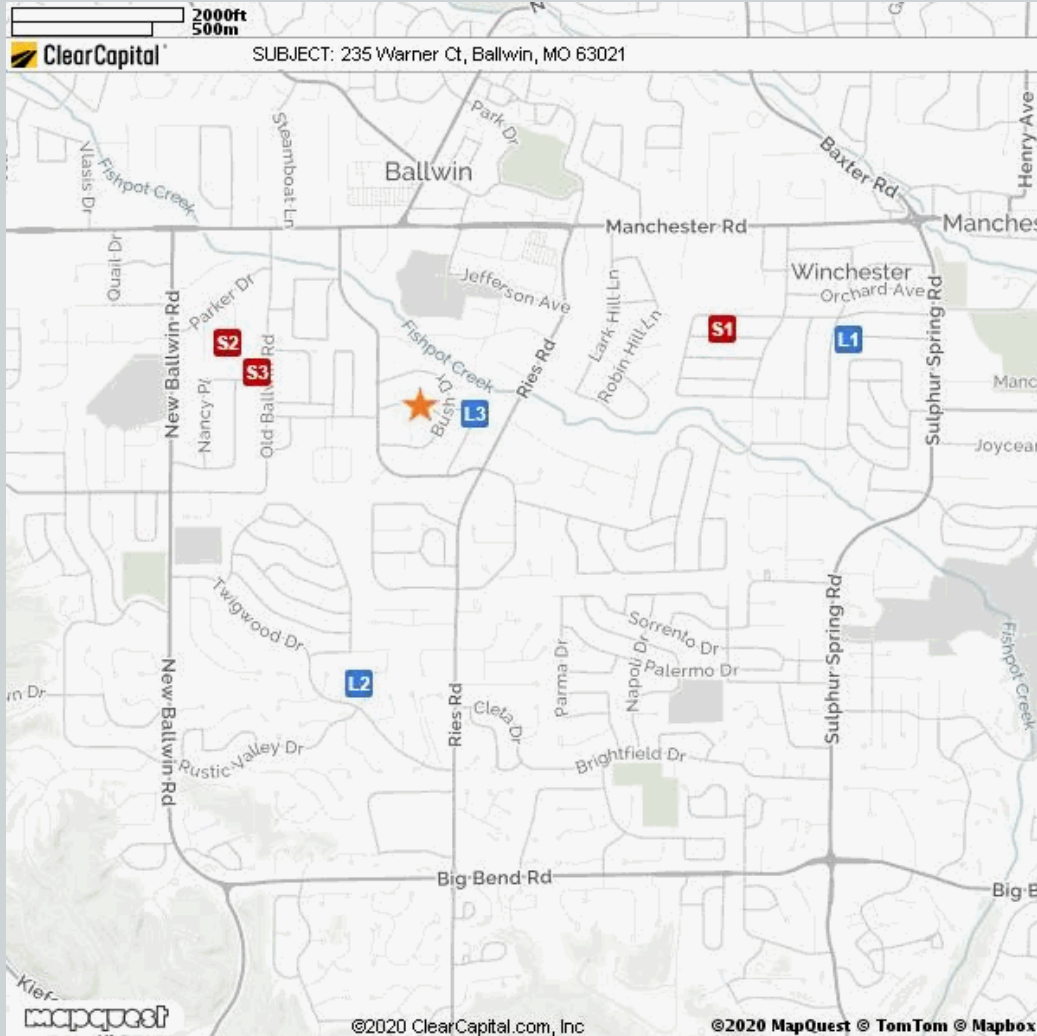 2000ft
500m
ClearCapital
SUBJECT: 235 Warner Ct, Ballwin, MO 63021
Park Dr
Steamboat Ln
Vlasis Dr
Fishpot Creek
Ballwin
Baxter Rd
Henry Ave
Manchester Rd
Manches
Quail Dr
Parker Dr
Jefferson Ave
Winchester
Orchard Ave
New Ballwin Rd
S2
S3
Old Ballw
Rd
Nancy Pl
Fishpot Creek
Bush
L3
Ries Rd
Lark Hill Ln
Robin Hill Ln
S1
L1
Sulphur Spring Rd
Manc
Joycea
Twigwood Dr
L2
New Ballwin Rd
wn Dr
Rustic Valley Dr
Ries Rd
Cleta Dr
Parma Dr
Napoli Dr
Sorrento Dr
Palermo Dr
Brightfield Dr
Sulphur Spring Rd
Fishpot Creek
Big Bend Rd
Big B
Kief
mapquest
©2020 ClearCapital.com, Inc
©2020 MapQuest © TomTom © Mapbox